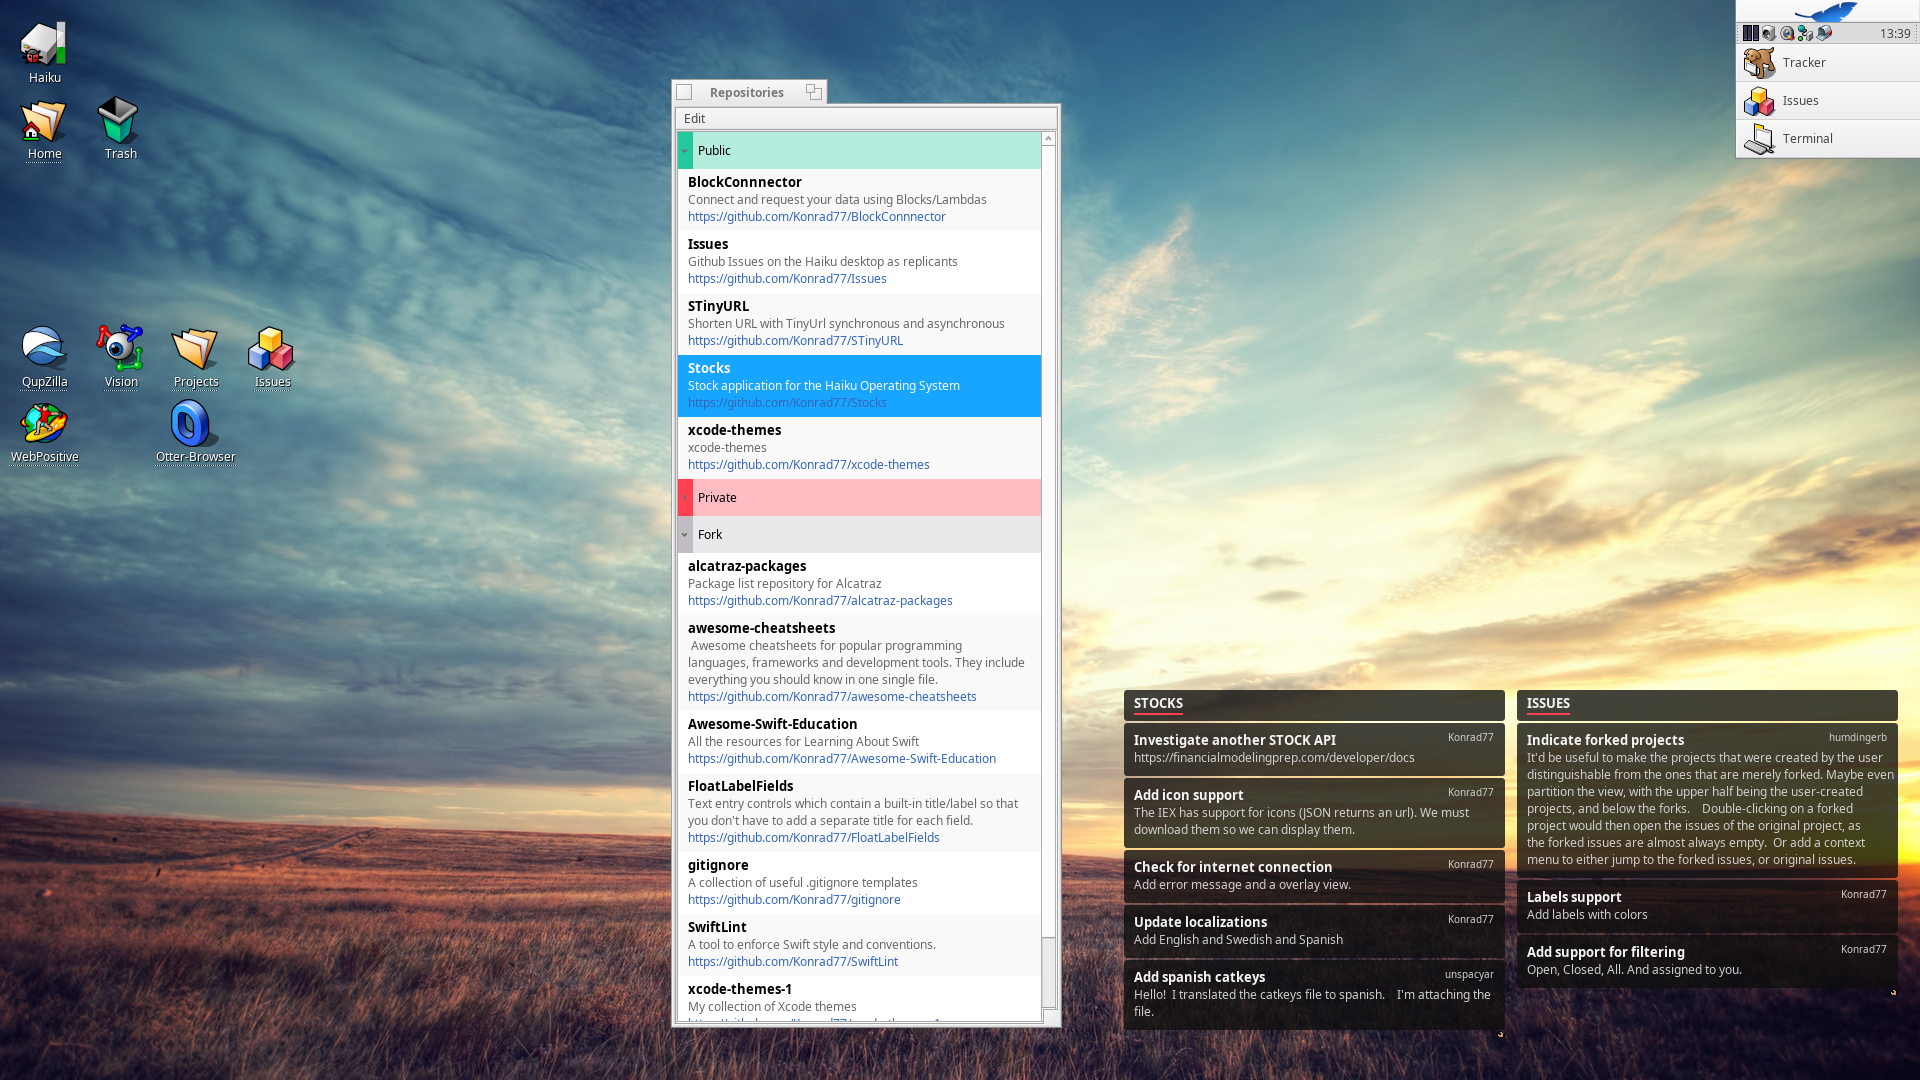 Haiku
Home
Trash
QupZilla
Vision
Projects
Issues
WebPositive
Otter-Browser
Repositories
Edit
Public
BlockConnnector
Connect and request your data using Blocks/Lambdas
https://github.com/Konrad77/BlockConnnector
Issues
Github Issues on the Haiku desktop as replicants
https://github.com/Konrad77/Issues
STinyURL
Shorten URL with TinyUrl synchronous and asynchronous
https://github.com/Konrad77/STinyURL
Stocks
Stock application for the Haiku Operating System
https://github.com/Konrad77/Stocks
xcode-themes
xcode-themes
https://github.com/Konrad77/xcode-themes
Private
Fork
alcatraz-packages
Package list repository for Alcatraz
https://github.com/Konrad77/alcatraz-packages
awesome-cheatsheets
Awesome cheatsheets for popular programming
languages, frameworks and development tools. They include
everything you should know in one single file.
https://github.com/Konrad77/awesome-cheatsheets
Awesome-Swift-Education
All the resources for Learning About Swift
https://github.com/Konrad77/Awesome-Swift-Education
FloatLabelFields
Text entry controls which contain a built-in title/label so that
you don't have to add a separate title for each field.
https://github.com/Konrad77/FloatLabelFields
gitignore
A collection of useful .gitignore templates
https://github.com/Konrad77/gitignore
SwiftLint
A tool to enforce Swift style and conventions.
https://github.com/Konrad77/SwiftLint
xcode-themes-1
My collection of Xcode themes
13:39
Tracker
Issues
Terminal
STOCKS
Investigate another STOCK API Konrad77
https://financialmodelingprep.com/developer/docs
Add icon support Konrad77
The IEX has support for icons (JSON returns an url). We must
download them so we can display them.
Check for internet connection Konrad77
Add error message and a overlay view.
Update localizations Konrad77
Add English and Swedish and Spanish
Add spanish catkeys unspacyar
Hello! I translated the catkeys file to spanish. I'm attaching the
file.
ISSUES
Indicate forked projects humdingerb
It'd be useful to make the projects that were created by the user
distinguishable from the ones that are merely forked. Maybe even
partition the view, with the upper half being the user-created
projects, and below the forks. Double-clicking on a forked
project would then open the issues of the original project, as
the forked issues are almost always empty. Or add a context
menu to either jump to the forked issues, or original issues.
Labels support Konrad77
Add labels with colors
Add support for filtering Konrad77
Open, Closed, All. And assigned to you.